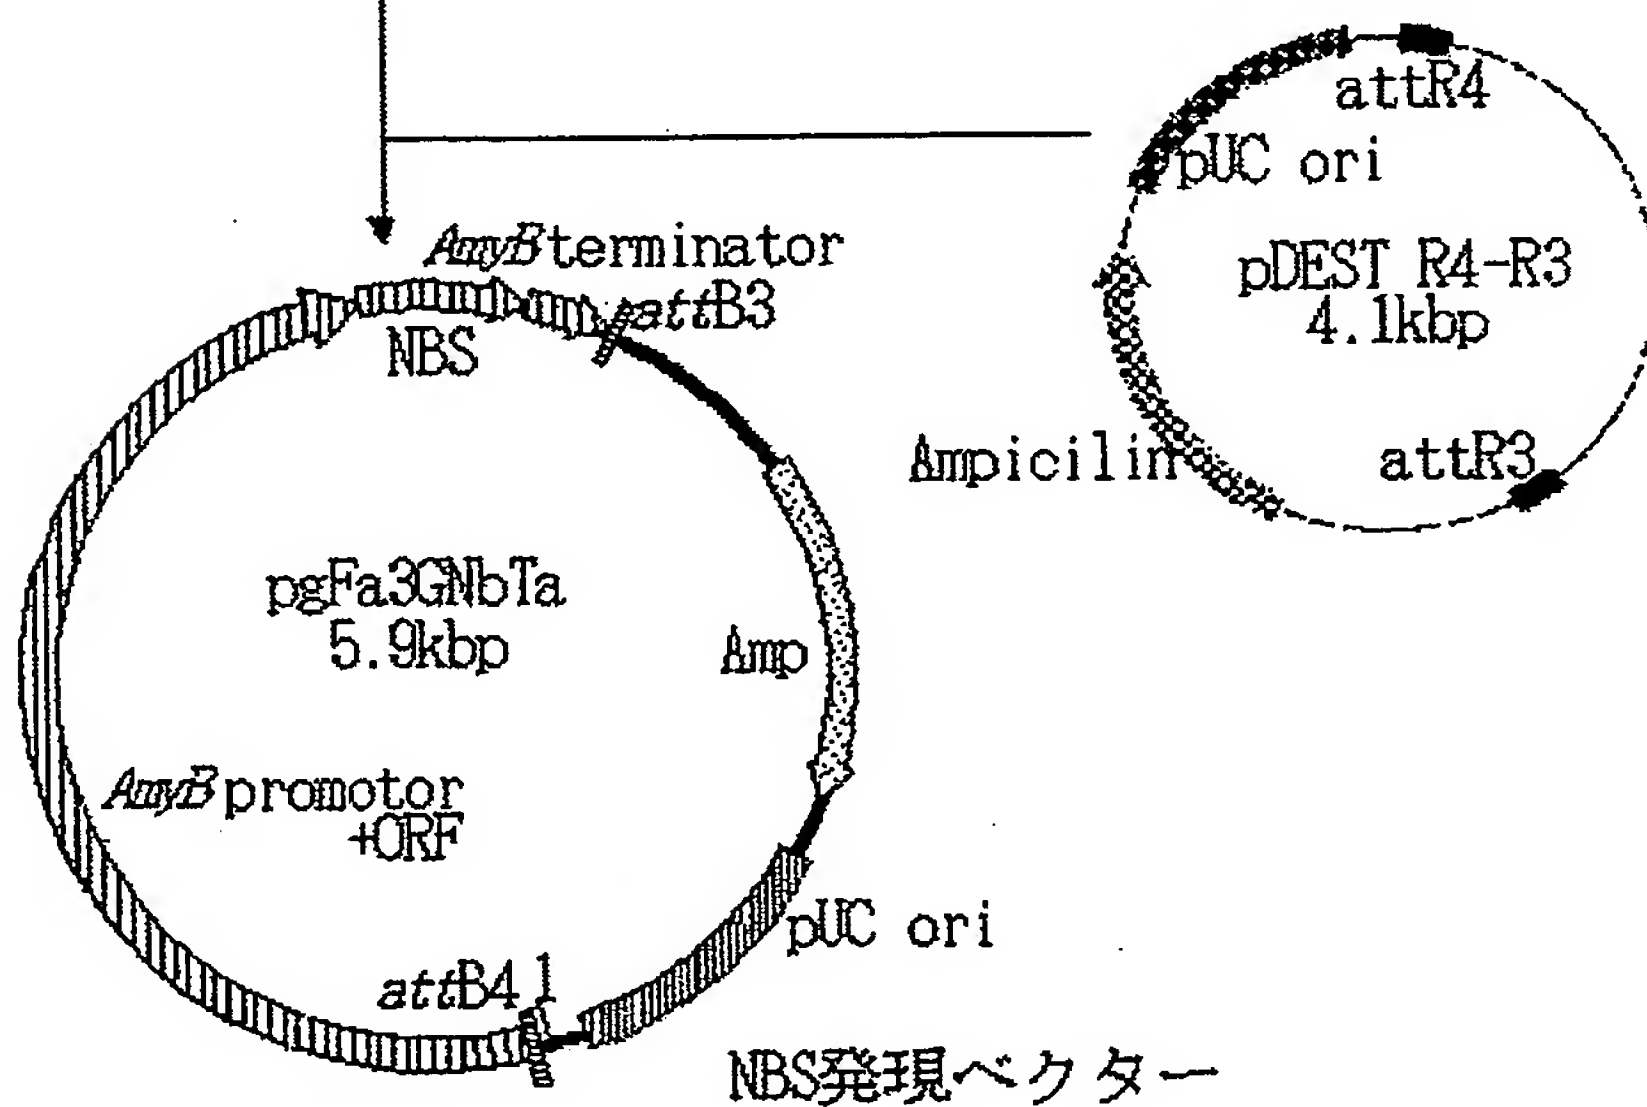 attR4
pUC ori
pDEST R4-R3
4.1kbp
Ampicilin
attR3
AmyB terminator
attB3
NBS
pgFa3GNbTa
5.9kbp
Amp
AmyB promotor
+ORF
pUC ori
attB4
NBS発現ベクター